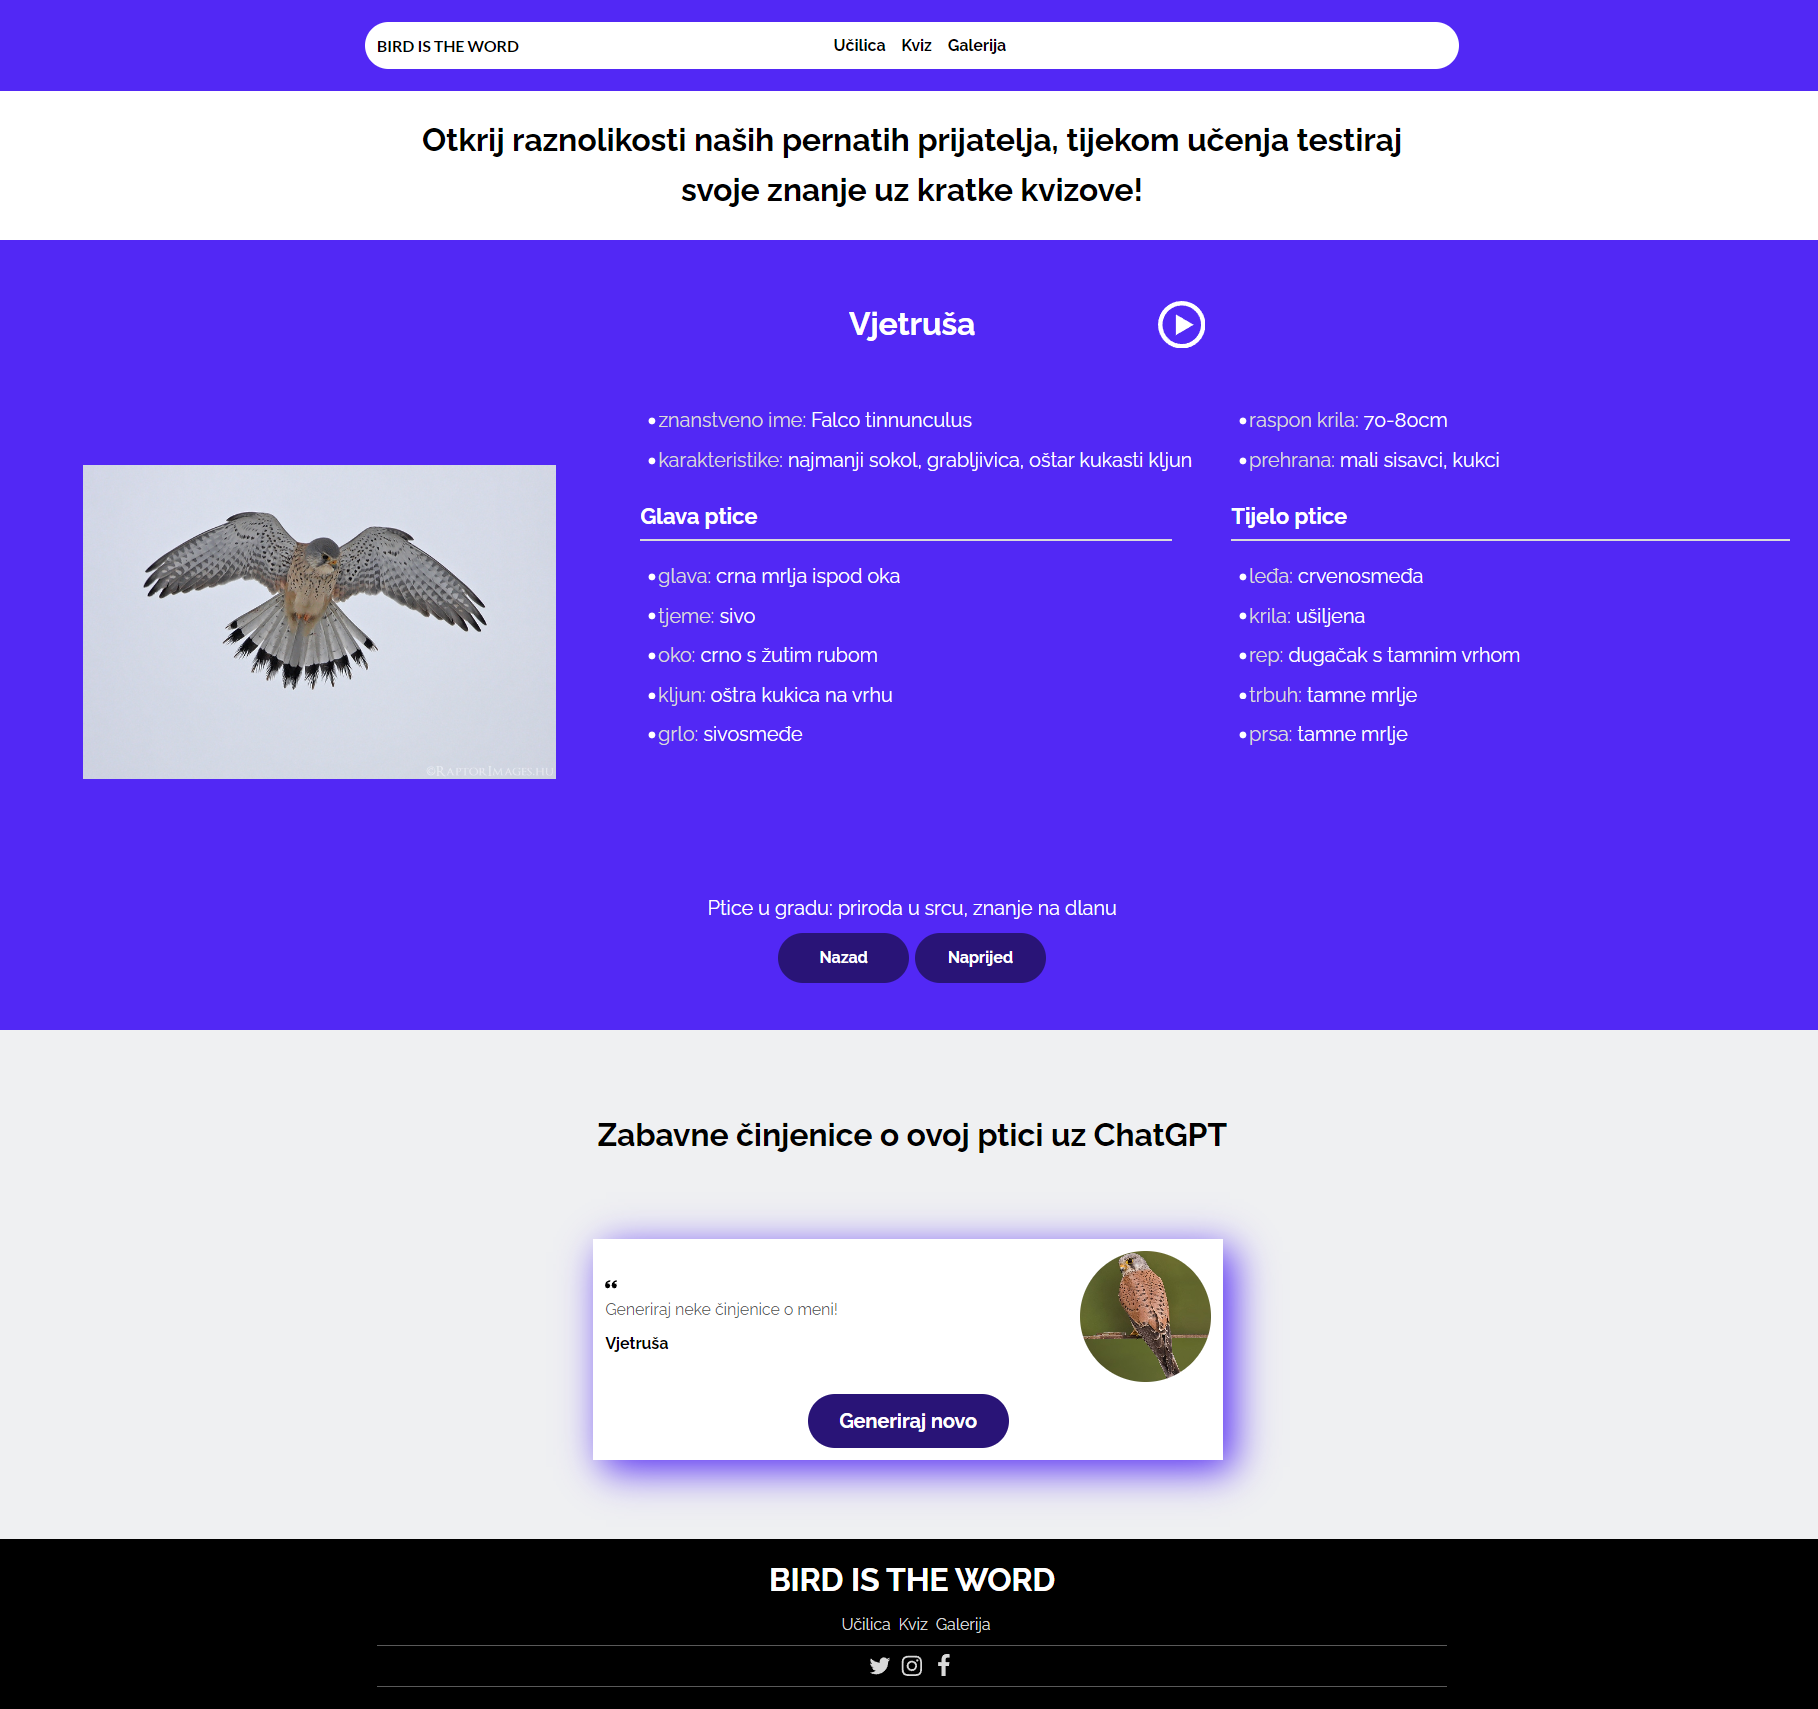 BIRD IS THE WORD
Učilica Kviz Galerija
Otkrij raznolikosti naših pernatih prijatelja, tijekom učenja testiraj
svoje znanje uz kratke kvizove!
Vjetruša
znanstveno ime: Falco tinnunculus
karakteristike: najmanji sokol, grabljivica, oštar kukasti kljun
Glava ptice
glava: crna mrlja ispod oka
tjeme: sivo
oko: crno s žutim rubom
kljun: oštra kukica na vrhu
grlo: sivosmeđe
raspon krila: 70-80cm
prehrana: mali sisavci, kukci
Tijelo ptice
leđa: crvenosmeđa
krila: ušiljena
rep: dugačak s tamnim vrhom
trbuh: tamne mrlje
prsa: tamne mrlje
©RAPTORIMAGES.HU
Ptice u gradu: priroda u srcu, znanje na dlanu
Nazad Naprijed
Zabavne činjenice o ovoj ptici uz ChatGPT
“
Generiraj neke činjenice o meni!
Vjetruša
Generiraj novo
BIRD IS THE WORD
Učilica Kviz Galerija